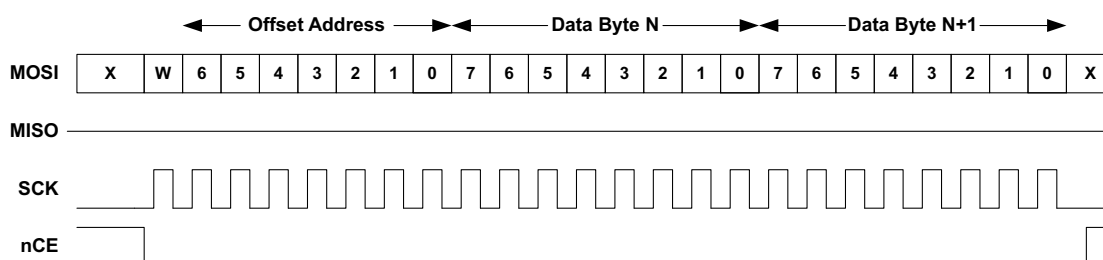 Offset Address Data Byte N Data Byte N+1
MOSI X W 6 5 4 3 2 1 0 7 6 5 4 3 2 1 0 7 6 5 4 3 2 1 0 X
MISO
SCK
nCE